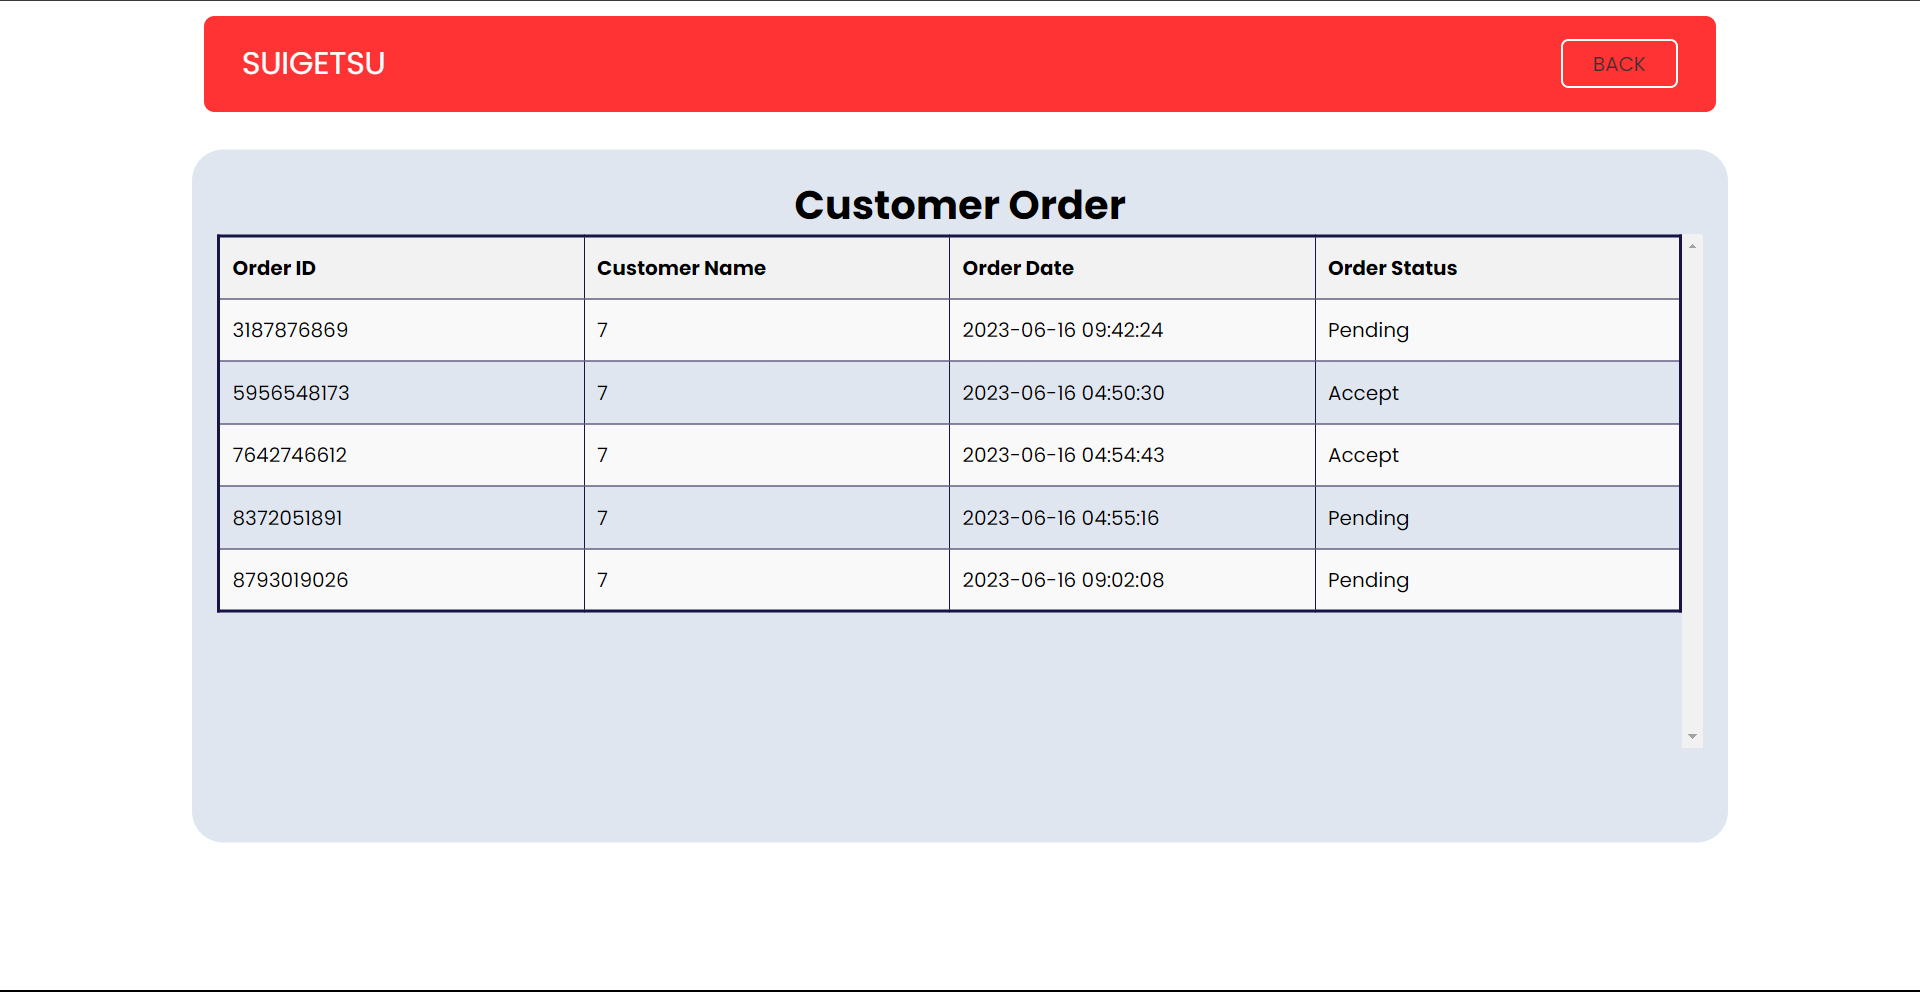 SUIGETSU BACK
Customer Order
Order ID Customer Name Order Date Order Status
3187876869 7 2023-06-16 09:42:24 Pending
5956548173 7 2023-06-16 04:50:30 Accept
7642746612 7 2023-06-16 04:54:43 Accept
8372051891 7 2023-06-16 04:55:16 Pending
8793019026 7 2023-06-16 09:02:08 Pending